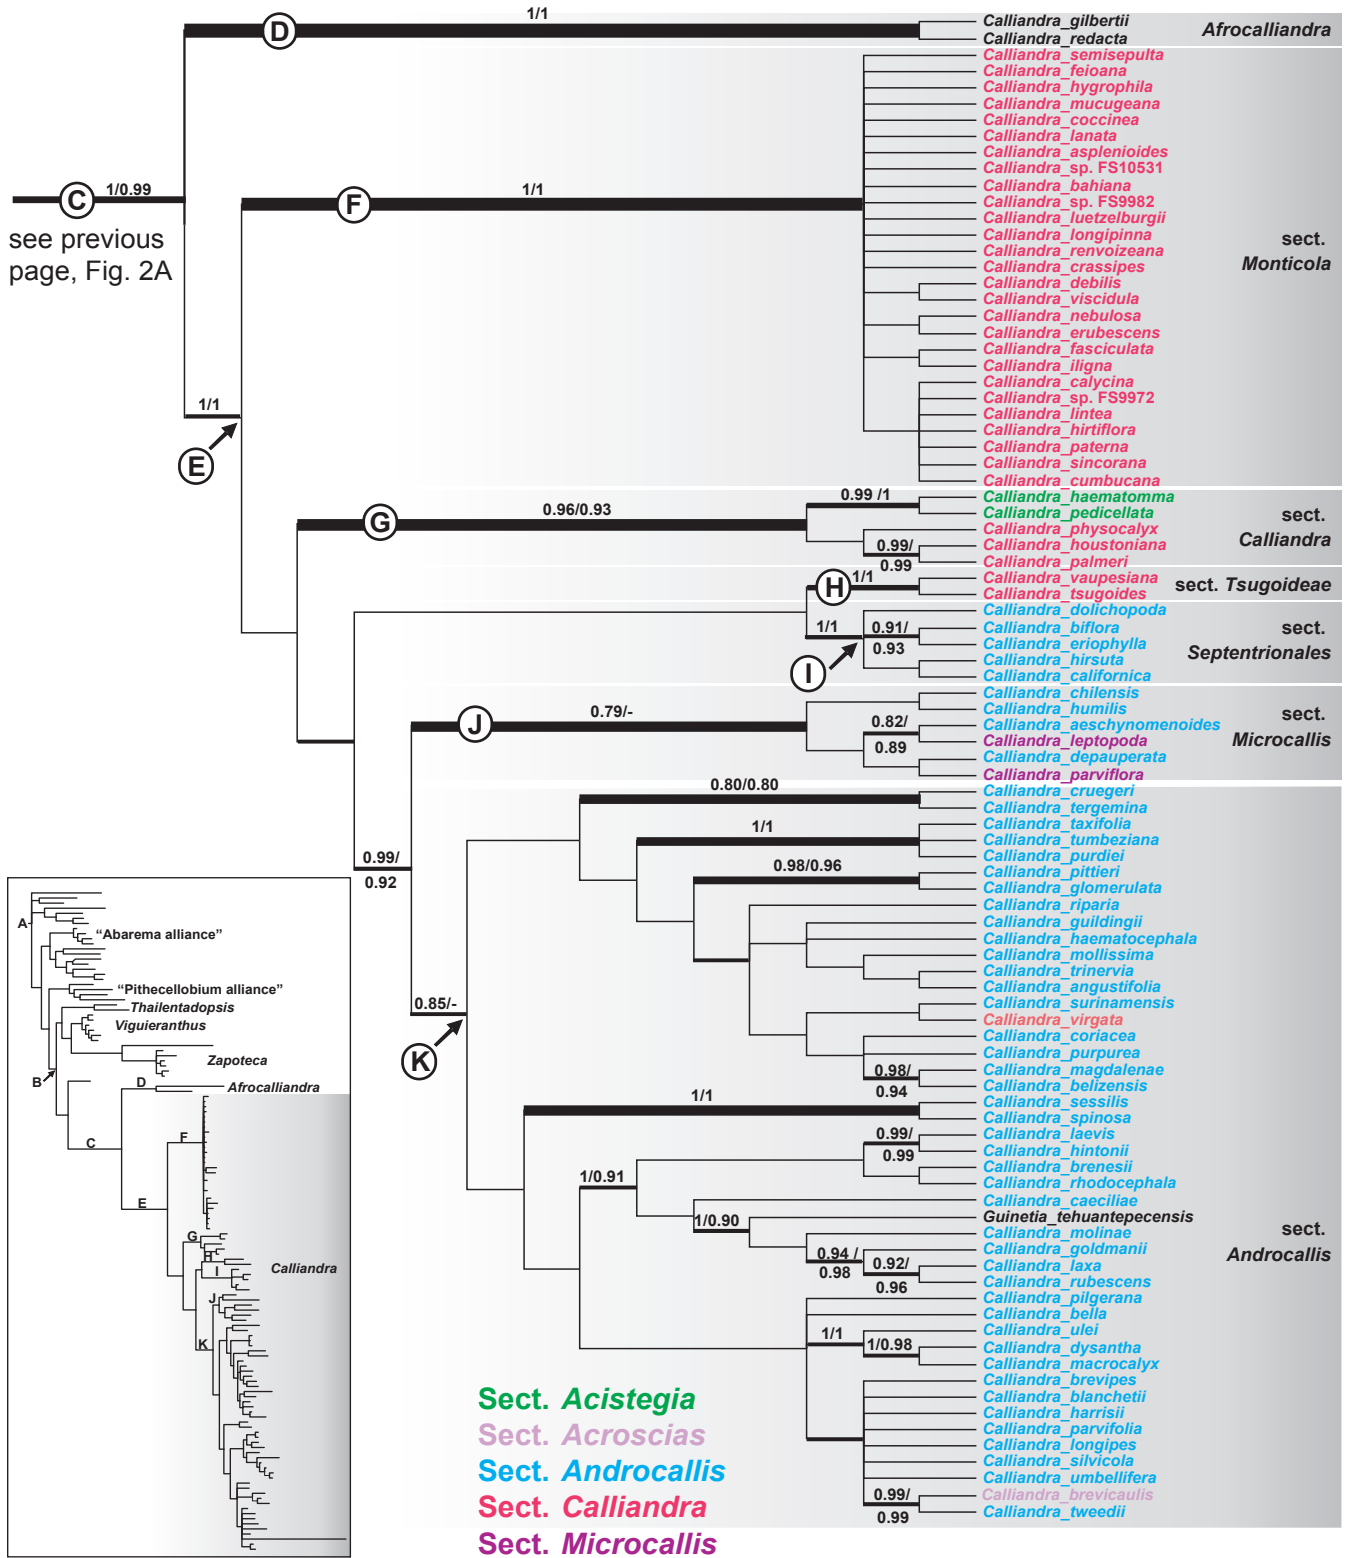 1/1
D
Calliandra_gilbertii
Calliandra_redacta
Afrocalliandra
Calliandra_semisepulta
Calliandra_feioana
Calliandra_hygrophila
Calliandra_mucugeana
Calliandra_coccinea
Calliandra_lanata
Calliandra_asplenioides
Calliandra_sp. FS10531
Calliandra_bahiana
Calliandra_sp. FS9982
Calliandra_luetzelburgii
Calliandra_longipinna
Calliandra_renvoizeana
Calliandra_crassipes
Calliandra_debilis
Calliandra_viscidula
Calliandra_nebulosa
Calliandra_erubescens
Calliandra_fasciculata
Calliandra_iligna
Calliandra_calycina
Calliandra_sp. FS9972
Calliandra_lintea
Calliandra_hirtiflora
Calliandra_paterna
Calliandra_sincorana
Calliandra_cumbucana
sect.
Monticola
1/1
F
1/0.99
C
see previous
page, Fig. 2A
1/1
E
0.96/0.93
G
0.99 /1
Calliandra_haematomma
Calliandra_pedicellata
Calliandra_physocalyx
0.99/
0.99
Calliandra_houstoniana
Calliandra_palmeri
sect.
Calliandra
H
1/1
Calliandra_vaupesiana
Calliandra_tsugoides
sect. Tsugoideae
1/1
I
Calliandra_dolichopoda
0.91/
0.93
Calliandra_biflora
Calliandra_eriophylla
Calliandra_hirsuta
Calliandra_californica
sect.
Septentrionales
0.79/-
J
Calliandra_chilensis
Calliandra_humilis
0.82/
0.89
Calliandra_aeschynomenoides
Calliandra_leptopoda
Calliandra_depauperata
Calliandra_parviflora
sect.
Microcallis
0.99/
0.92
0.85/-
K
0.80/0.80
Calliandra_cruegeri
Calliandra_tergemina
1/1
Calliandra_taxifolia
Calliandra_tumbeziana
Calliandra_purdiei
0.98/0.96
Calliandra_pittieri
Calliandra_glomerulata
Calliandra_riparia
Calliandra_guildingii
Calliandra_haematocephala
Calliandra_mollissima
Calliandra_trinervia
Calliandra_angustifolia
Calliandra_surinamensis
Calliandra_virgata
Calliandra_coriacea
Calliandra_purpurea
0.98/
0.94
Calliandra_magdalenae
Calliandra_belizensis
1/1
Calliandra_sessilis
Calliandra_spinosa
0.99/
0.99
Calliandra_laevis
Calliandra_hintonii
Calliandra_brenesii
Calliandra_rhodocephala
1/0.91
Calliandra_caeciliae
1/0.90
Guinetia_tehuantepecensis
Calliandra_molinae
0.94 /
0.98
Calliandra_goldmanii
0.92/
0.96
Calliandra_laxa
Calliandra_rubescens
Calliandra_pilgerana
Calliandra_bella
1/1
Calliandra_ulei
1/0.98
Calliandra_dysantha
Calliandra_macrocalyx
Calliandra_brevipes
Calliandra_blanchetii
Calliandra_harrisii
Calliandra_parvifolia
Calliandra_longipes
Calliandra_silvicola
Calliandra_umbellifera
0.99/
0.99
Calliandra_brevicaulis
Calliandra_tweedii
sect.
Androcallis
A
"Abarema alliance"
"Pithecellobium alliance"
Thailentadopsis
Viguieranthus
Zapoteca
B
D
Afrocalliandra
C
F
E
G
H
I
Calliandra
J
K
Sect. Acistegia
Sect. Acroscias
Sect. Androcallis
Sect. Calliandra
Sect. Microcallis